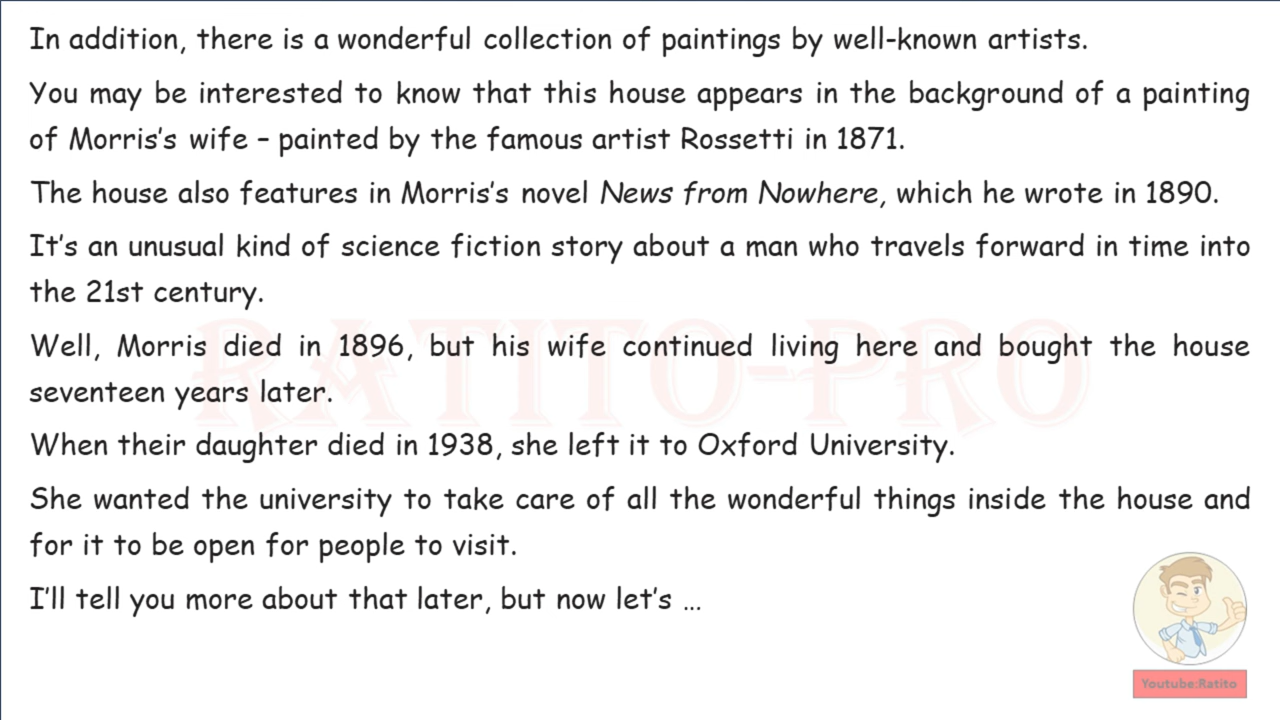 In addition, there is a wonderful collection of paintings by well-known artists.
You may be interested to know that this house appears in the background of a painting
of Morris's wife – painted by the famous artist Rossetti in 1871.
The house also features in Morris's novel News from Nowhere, which he wrote in 1890.
It's an unusual kind of science fiction story about a man who travels forward in time into
the 21st century.
Well, Morris died in 1896, but his wife continued living here and bought the house
seventeen years later.
When their daughter died in 1938, she left it to Oxford University.
She wanted the university to take care of all the wonderful things inside the house and
for it to be open for people to visit.
I'll tell you more about that later, but now let's ...
RATITO-PRO
Youtube:Ratito